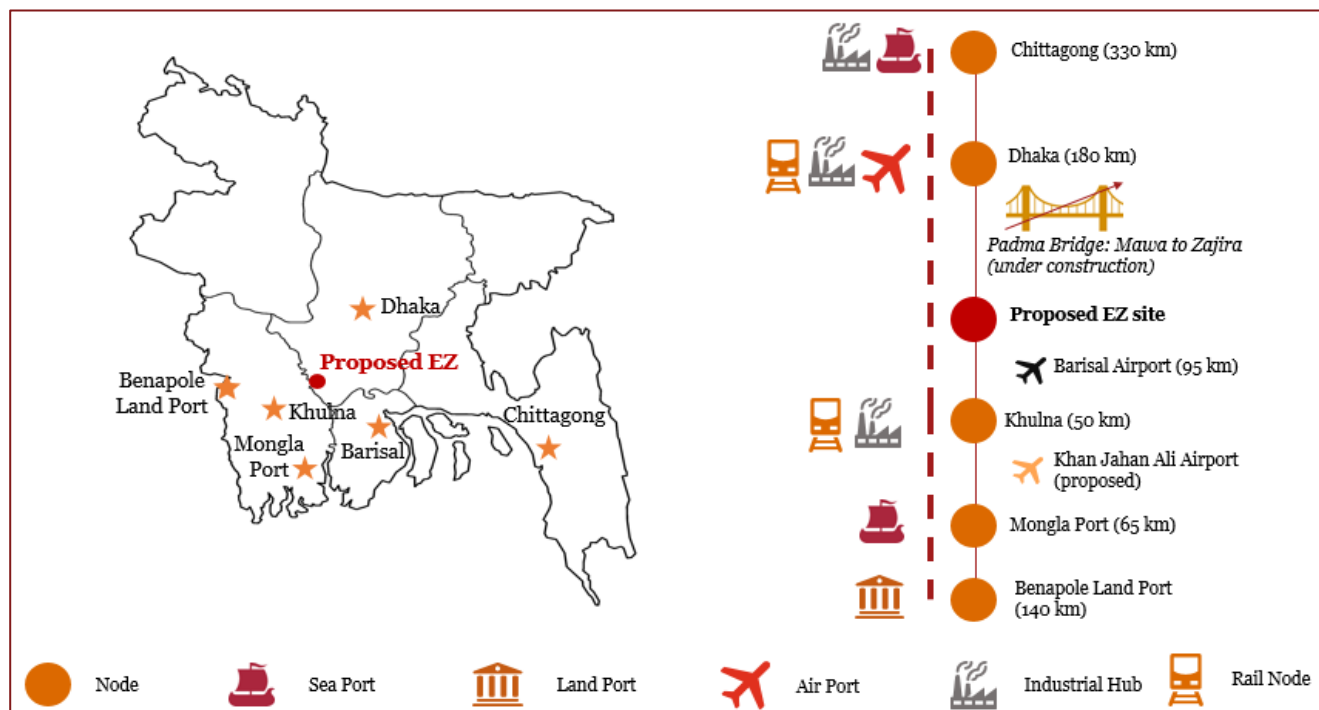 Dhaka
Proposed EZ
Benapole
Land Port
Khulna
Chittagong
Mongla
Port
Barisal
Chittagong (330 km)
Dhaka (180 km)
Padma Bridge: Mawa to Zajira
(under construction)
Proposed EZ site
Barisal Airport (95 km)
Khulna (50 km)
Khan Jahan Ali Airport
(proposed)
Mongla Port (65 km)
Benapole Land Port
(140 km)
Node
Sea Port
Land Port
Air Port
Industrial Hub
Rail Node